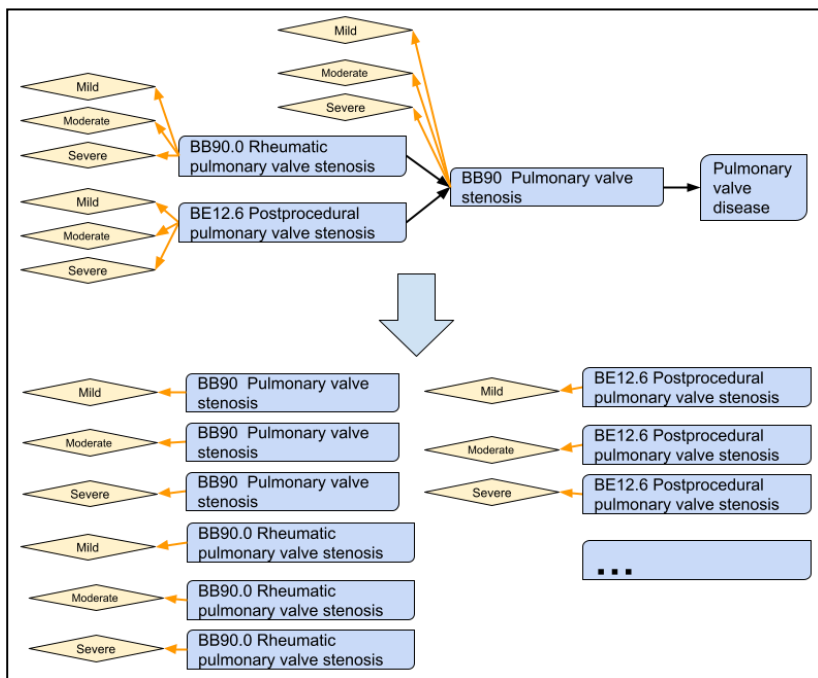 Mild
Moderate
Severe
Mild
Moderate
Severe
BB90.0 Rheumatic
pulmonary valve stenosis
BE12.6 Postprocedural
pulmonary valve stenosis
Mild
Moderate
Severe
BB90 Pulmonary valve
stenosis
Pulmonary
valve
disease
Mild
BB90 Pulmonary valve
stenosis
Moderate
BB90 Pulmonary valve
stenosis
Severe
BB90 Pulmonary valve
stenosis
Mild
BB90.0 Rheumatic
pulmonary valve stenosis
Moderate
BB90.0 Rheumatic
pulmonary valve stenosis
Severe
BB90.0 Rheumatic
pulmonary valve stenosis
Mild
BE12.6 Postprocedural
pulmonary valve stenosis
Moderate
BE12.6 Postprocedural
pulmonary valve stenosis
Severe
BE12.6 Postprocedural
pulmonary valve stenosis
...